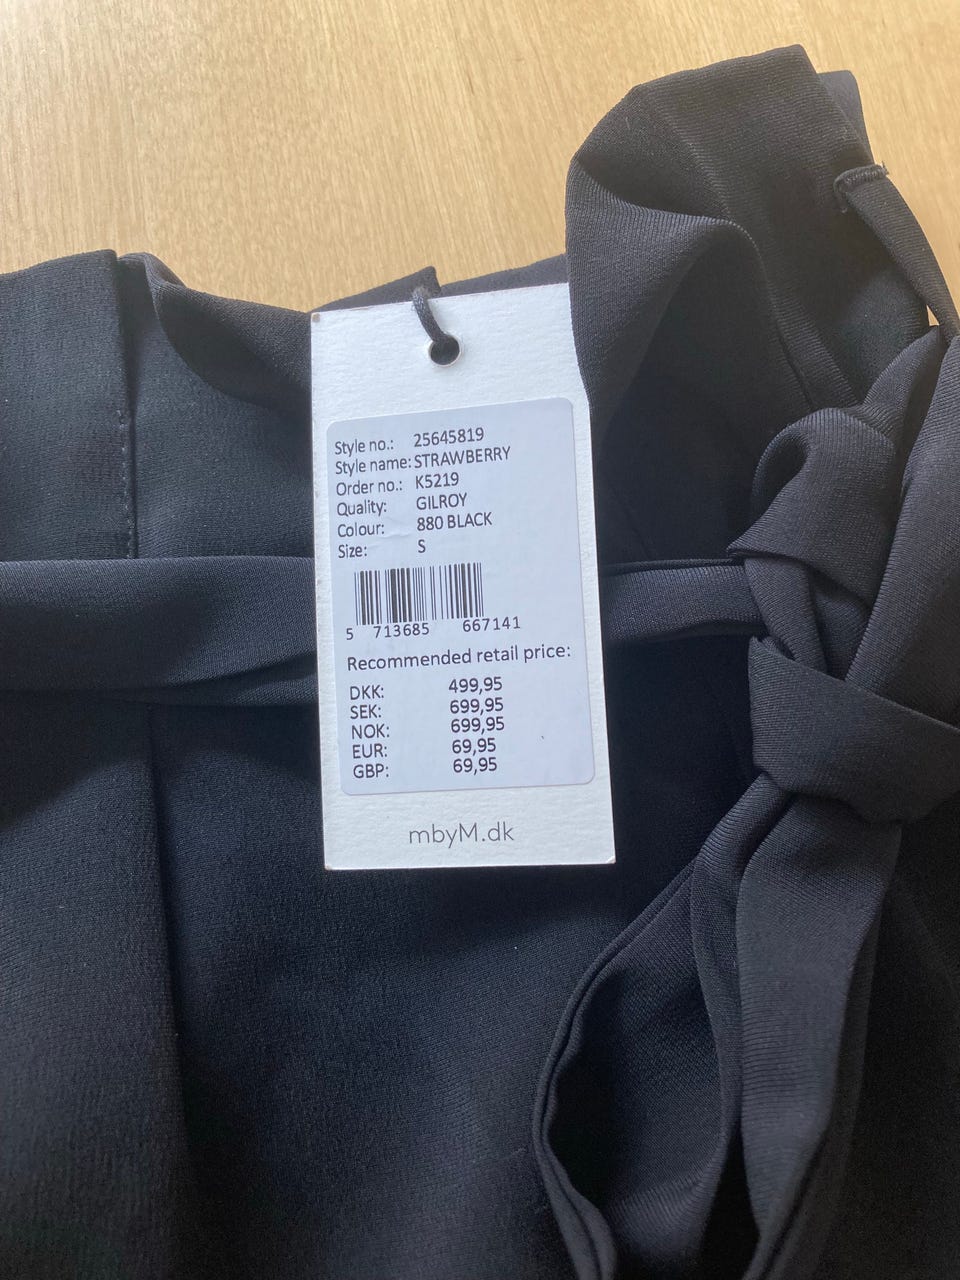 Style no.: 25645819
Style name: STRAWBERRY
Order no.: K5219
Quality: GILROY
Colour: 880 BLACK
Size: S
5 713685 667141
Recommended retail price:
DKK: 499,95
SEK: 699,95
NOK: 699,95
EUR: 69,95
GBP: 69,95
mbyM.dk